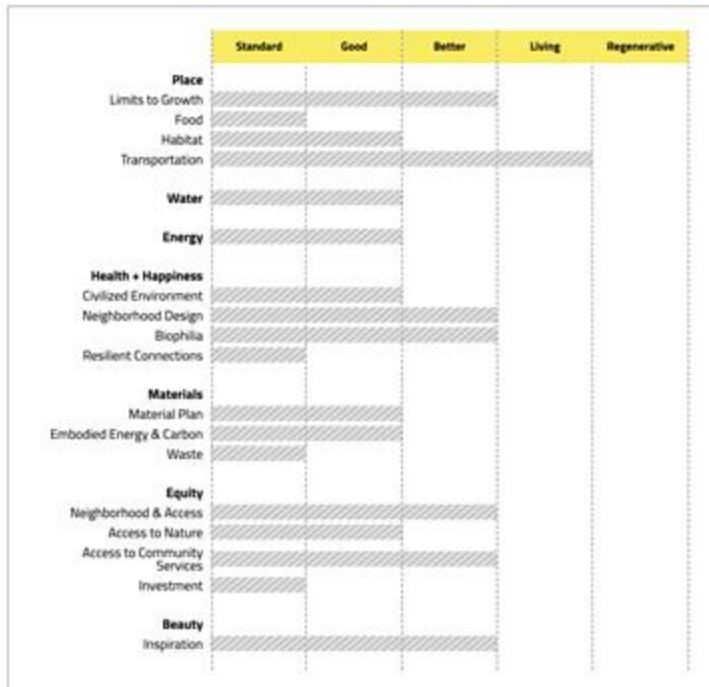 Standard Good Better Living Regenerative
Place
Limits to Growth
Food
Habitat
Transportation
Water
Energy
Health + Happiness
Civilized Environment
Neighborhood Design
Biophilia
Resilient Connections
Materials
Material Plan
Embodied Energy & Carbon
Waste
Equity
Neighborhood & Access
Access to Nature
Access to Community
Services
Investment
Beauty
Inspiration